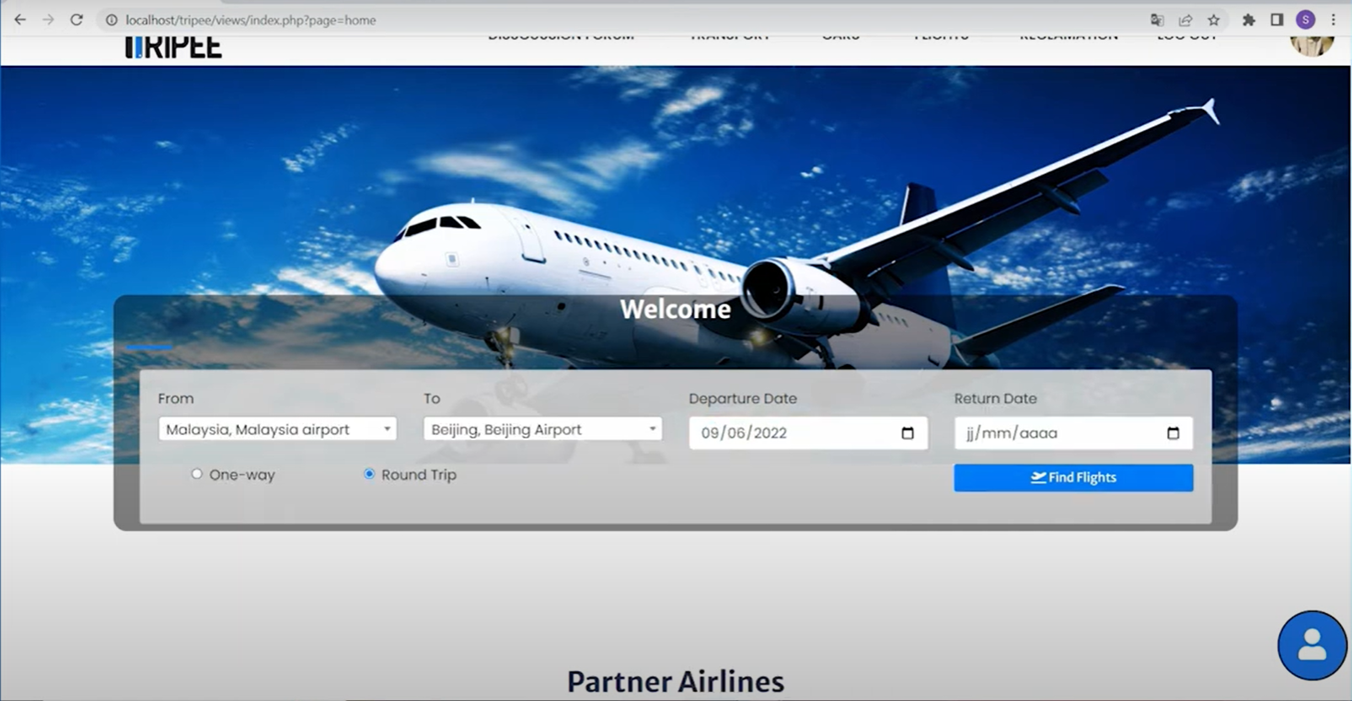 localhost/tripee/views/index.php?page=home
S
TRIPEE
DISSCUSSION FORUM TRANSPORT CARS FLIGHTS RECLAMATION LOG OUT
Welcome
From To Departure Date Return Date
Malaysia, Malaysia airport Beijing, Beijing Airport 09/06/2022 jj/mm/aaaa
One-way Round Trip Find Flights
Partner Airlines